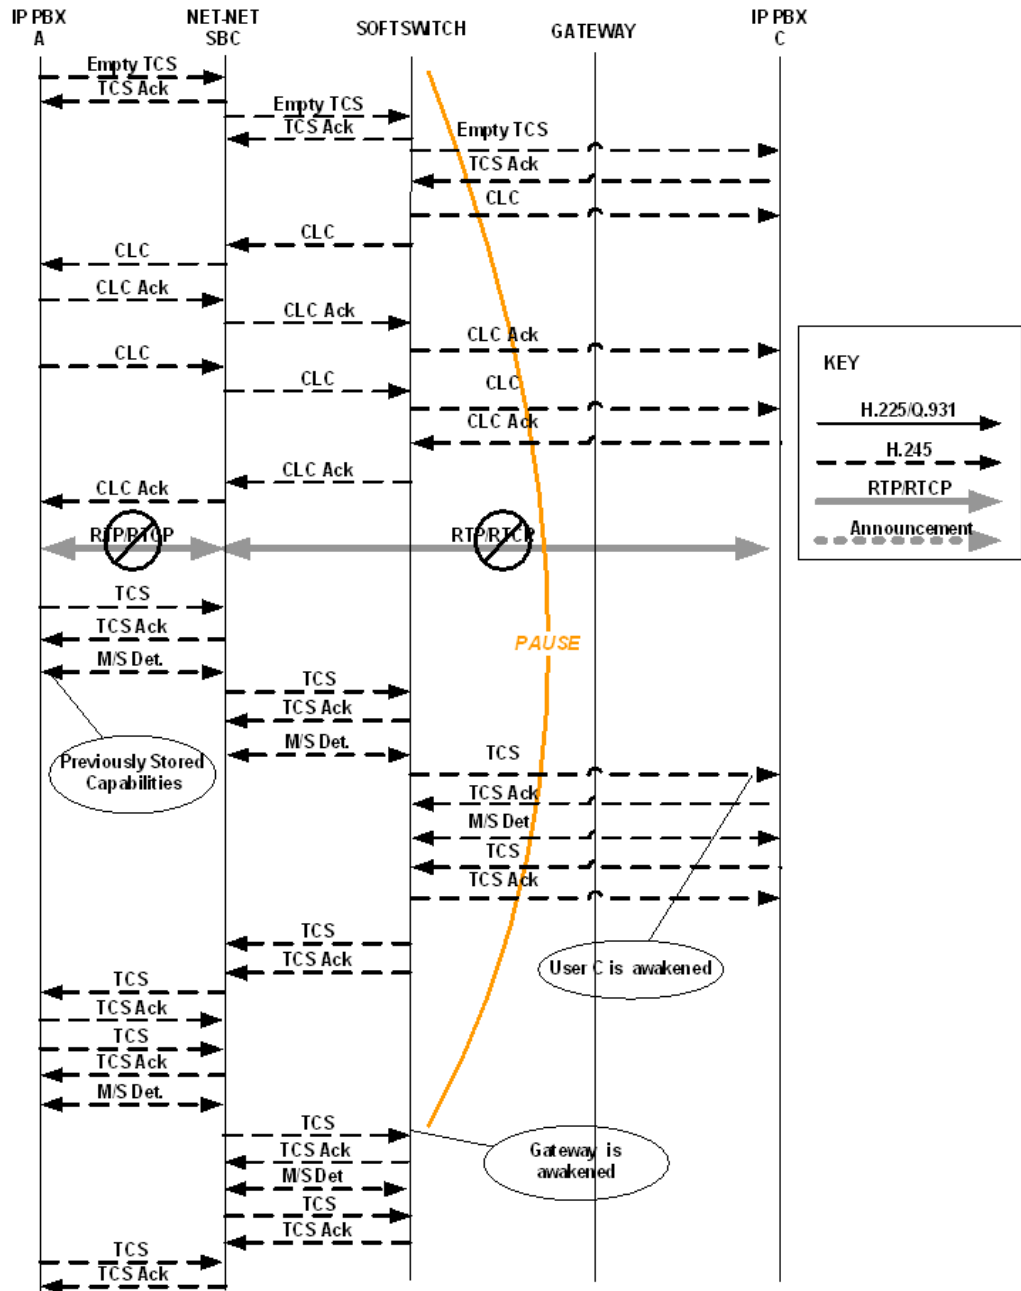 IP PBX
A
NET-NET
SBC
SOFTSWITCH
GATEWAY
IP PBX
C
Empty TCS
TCS Ack
Empty TCS
TCS Ack
Empty TCS
TCS Ack
CLC
CLC
CLC
CLC Ack
CLC Ack
CLC Ack
CLC
CLC
CLC
CLC Ack
CLC Ack
CLC Ack
RTP/RTCP
RTP/RTCP
KEY
H.225/Q.931
H.245
RTP/RTCP
Announcement
TCS
TCS Ack
PAUSE
M/S Det.
TCS
TCS Ack
M/S Det.
Previously Stored
Capabilities
TCS
TCS Ack
M/S Det
TCS
TCS Ack
TCS
TCS Ack
User C is awakened
TCS
TCS Ack
TCS
TCS Ack
M/S Det.
TCS
TCS Ack
Gateway is
awakened
M/S Det
TCS
TCS Ack
TCS
TCS Ack